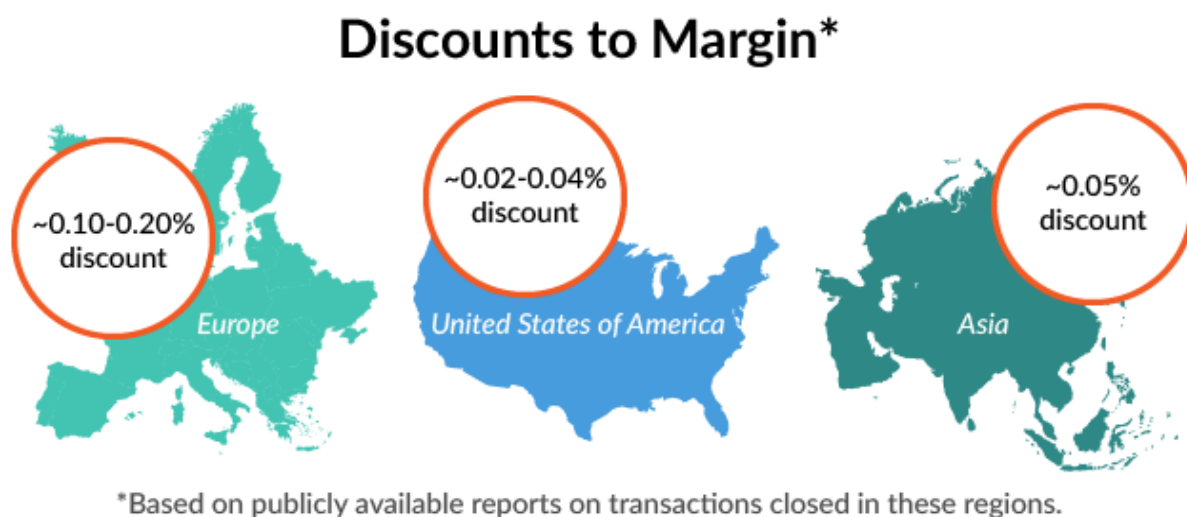 Discounts to Margin*
~0.10-0.20%
discount
Europe
~0.02-0.04%
discount
United States of America
~0.05%
discount
Asia
*Based on publicly available reports on transactions closed in these regions.